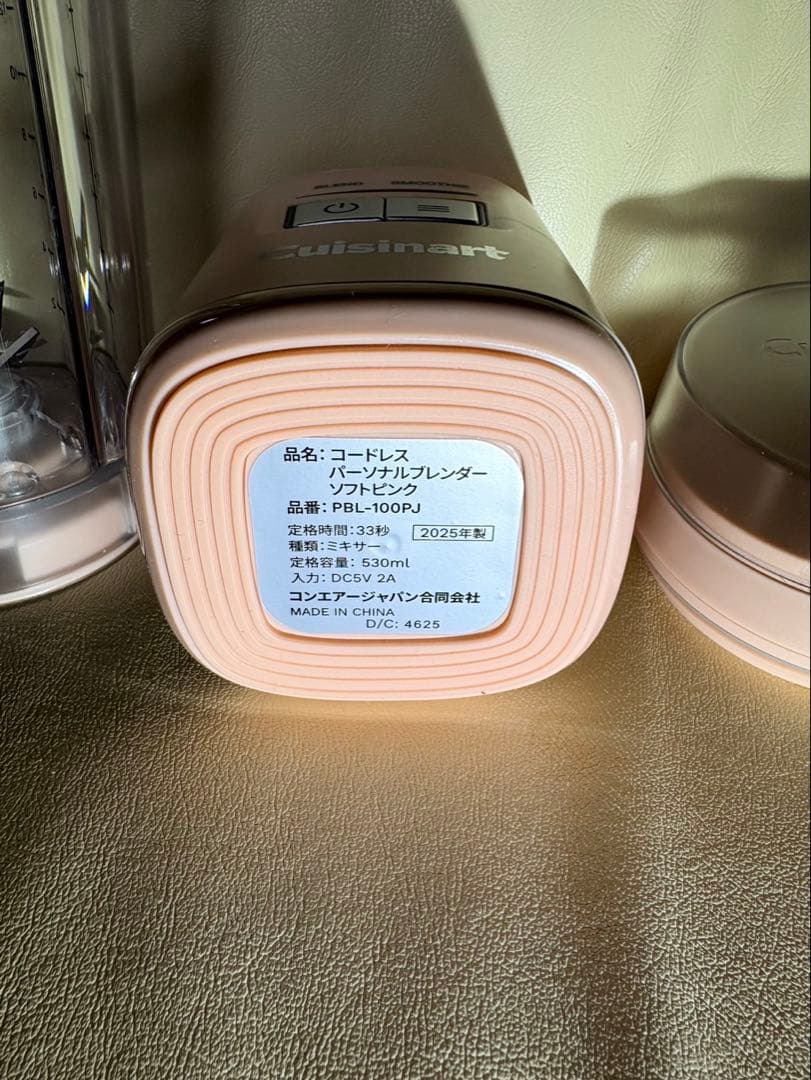 BLEND SMOOTHIE
Cuisinart
品名：コードレス
パーソナルブレンダー
ソフトピンク
品番：PBL-100PJ
定格時間：33秒 2025年製
種類：ミキサー
定格容量：530ml
入力：DC5V 2A
コンエアージャパン合同会社
MADE IN CHINA
D/C: 4625